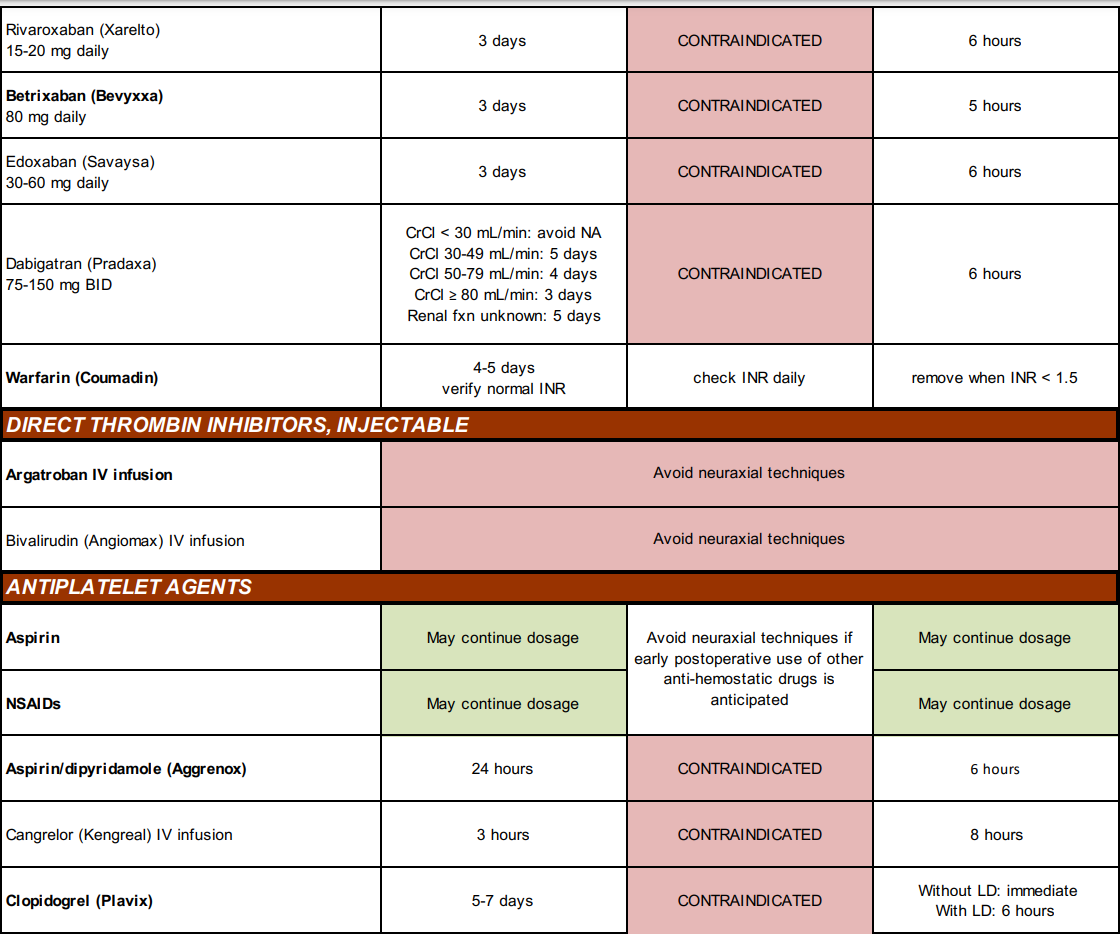 Rivaroxaban (Xarelto)
15-20 mg daily
3 days
CONTRAINDICATED
6 hours
Betrixaban (Bevyxxa)
80 mg daily
3 days
CONTRAINDICATED
5 hours
Edoxaban (Savaysa)
30-60 mg daily
3 days
CONTRAINDICATED
6 hours
Dabigatran (Pradaxa)
75-150 mg BID
CrCl < 30 mL/min: avoid NA
CrCl 30-49 mL/min: 5 days
CrCl 50-79 mL/min: 4 days
CrCl ≥ 80 mL/min: 3 days
Renal fxn unknown: 5 days
CONTRAINDICATED
6 hours
Warfarin (Coumadin)
4-5 days
verify normal INR
check INR daily
remove when INR < 1.5
DIRECT THROMBIN INHIBITORS, INJECTABLE
Argatroban IV infusion
Avoid neuraxial techniques
Bivalirudin (Angiomax) IV infusion
Avoid neuraxial techniques
ANTIPLATELET AGENTS
Aspirin
May continue dosage
Avoid neuraxial techniques if
early postoperative use of other
anti-hemostatic drugs is
anticipated
May continue dosage
NSAIDs
May continue dosage
May continue dosage
Aspirin/dipyridamole (Aggrenox)
24 hours
CONTRAINDICATED
6 hours
Cangrelor (Kengreal) IV infusion
3 hours
CONTRAINDICATED
8 hours
Clopidogrel (Plavix)
5-7 days
CONTRAINDICATED
Without LD: immediate
With LD: 6 hours